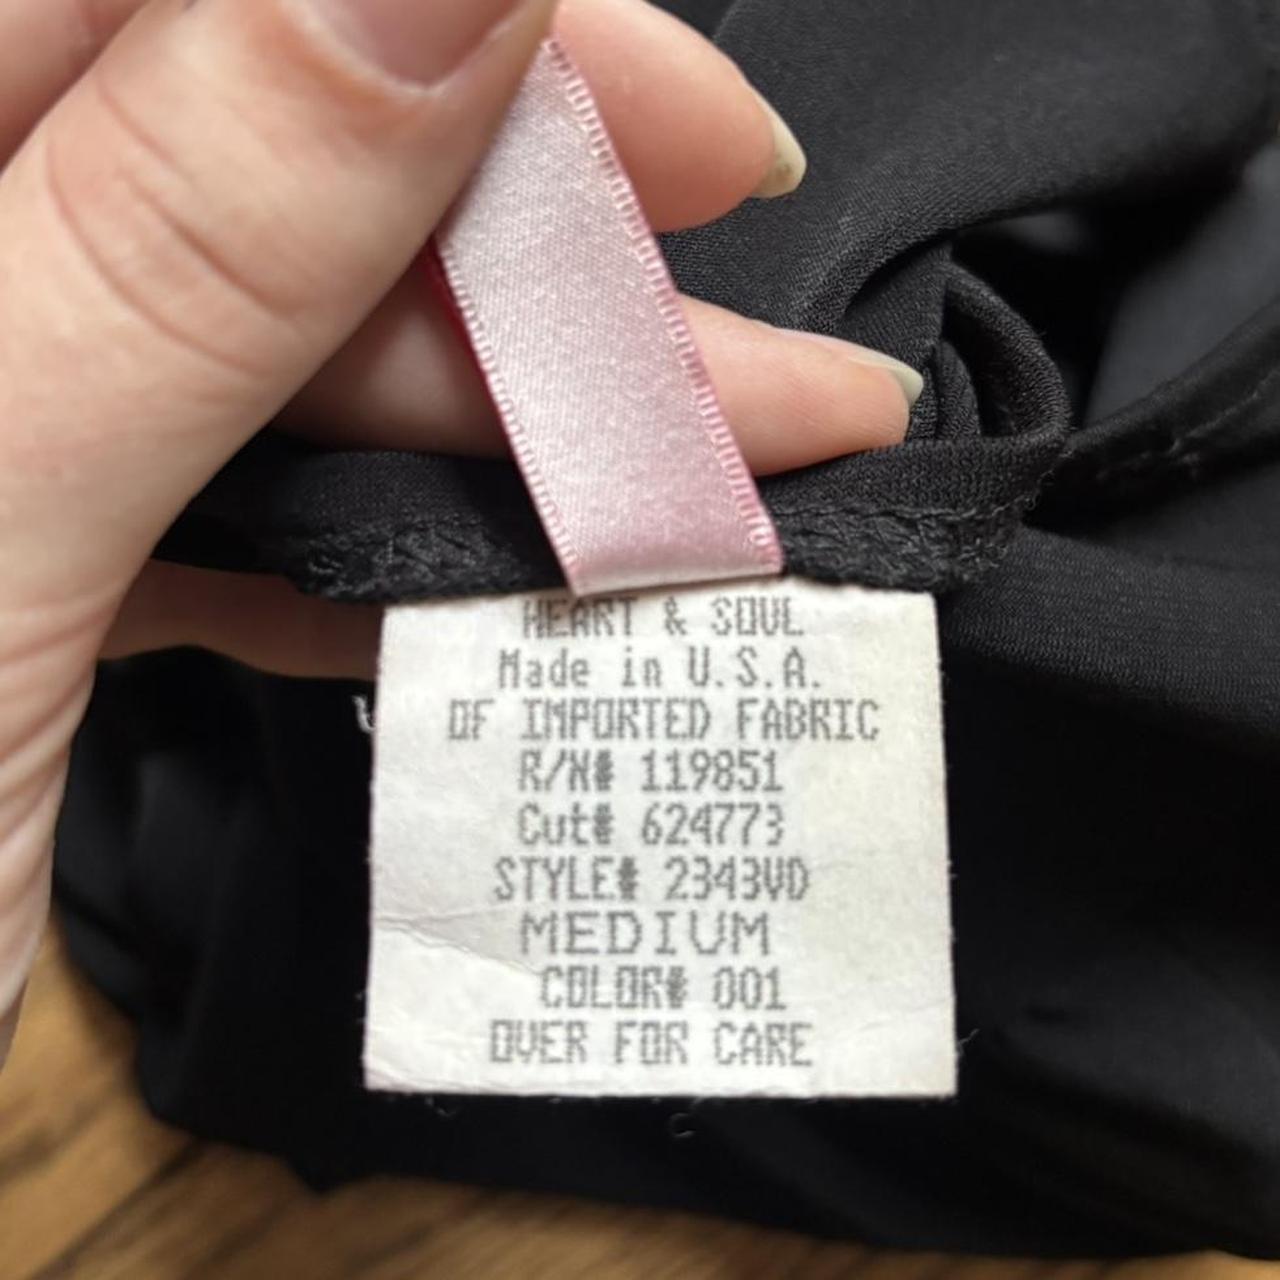 HEART & SOUL
Made in U.S.A.
OF IMPORTED FABRIC
R/N# 119851
Cut# 624773
STYLE# 2343VD
MEDIUM
COLOR# 001
OVER FOR CARE